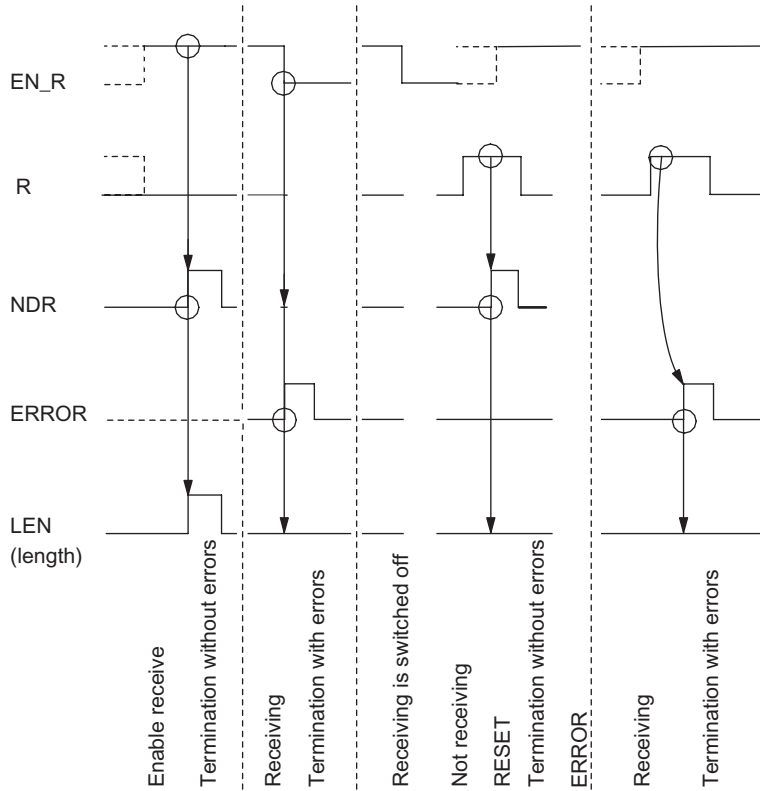 EN_R
R
NDR
ERROR
LEN
(length)
Enable receive
Termination without errors
Receiving
Termination with errors
Receiving is switched off
Not receiving
RESET
Termination without errors
ERROR
Receiving
Termination with errors